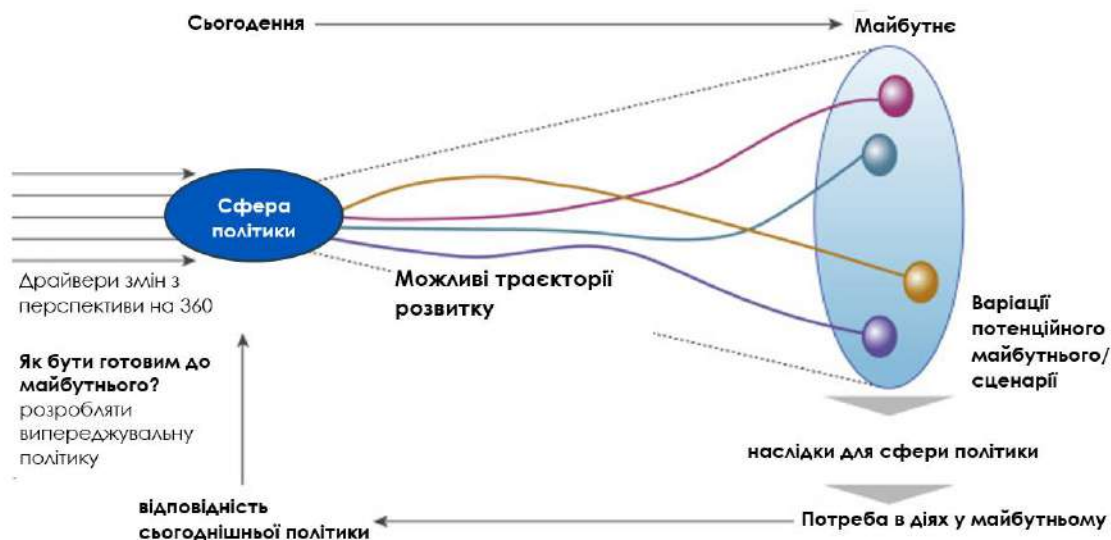 Сьогодення
Майбутнє
Сфера
політики
Драйвери змін з
перспективи на 360
Можливі траєкторії
розвитку
Варіації
потенційного
майбутнього/
сценарії
Як бути готовим до
майбутнього?
розробляти
випереджувальну
політику
наслідки для сфери політики
відповідність
сьогоднішньої політики
Потреба в діях у майбутньому